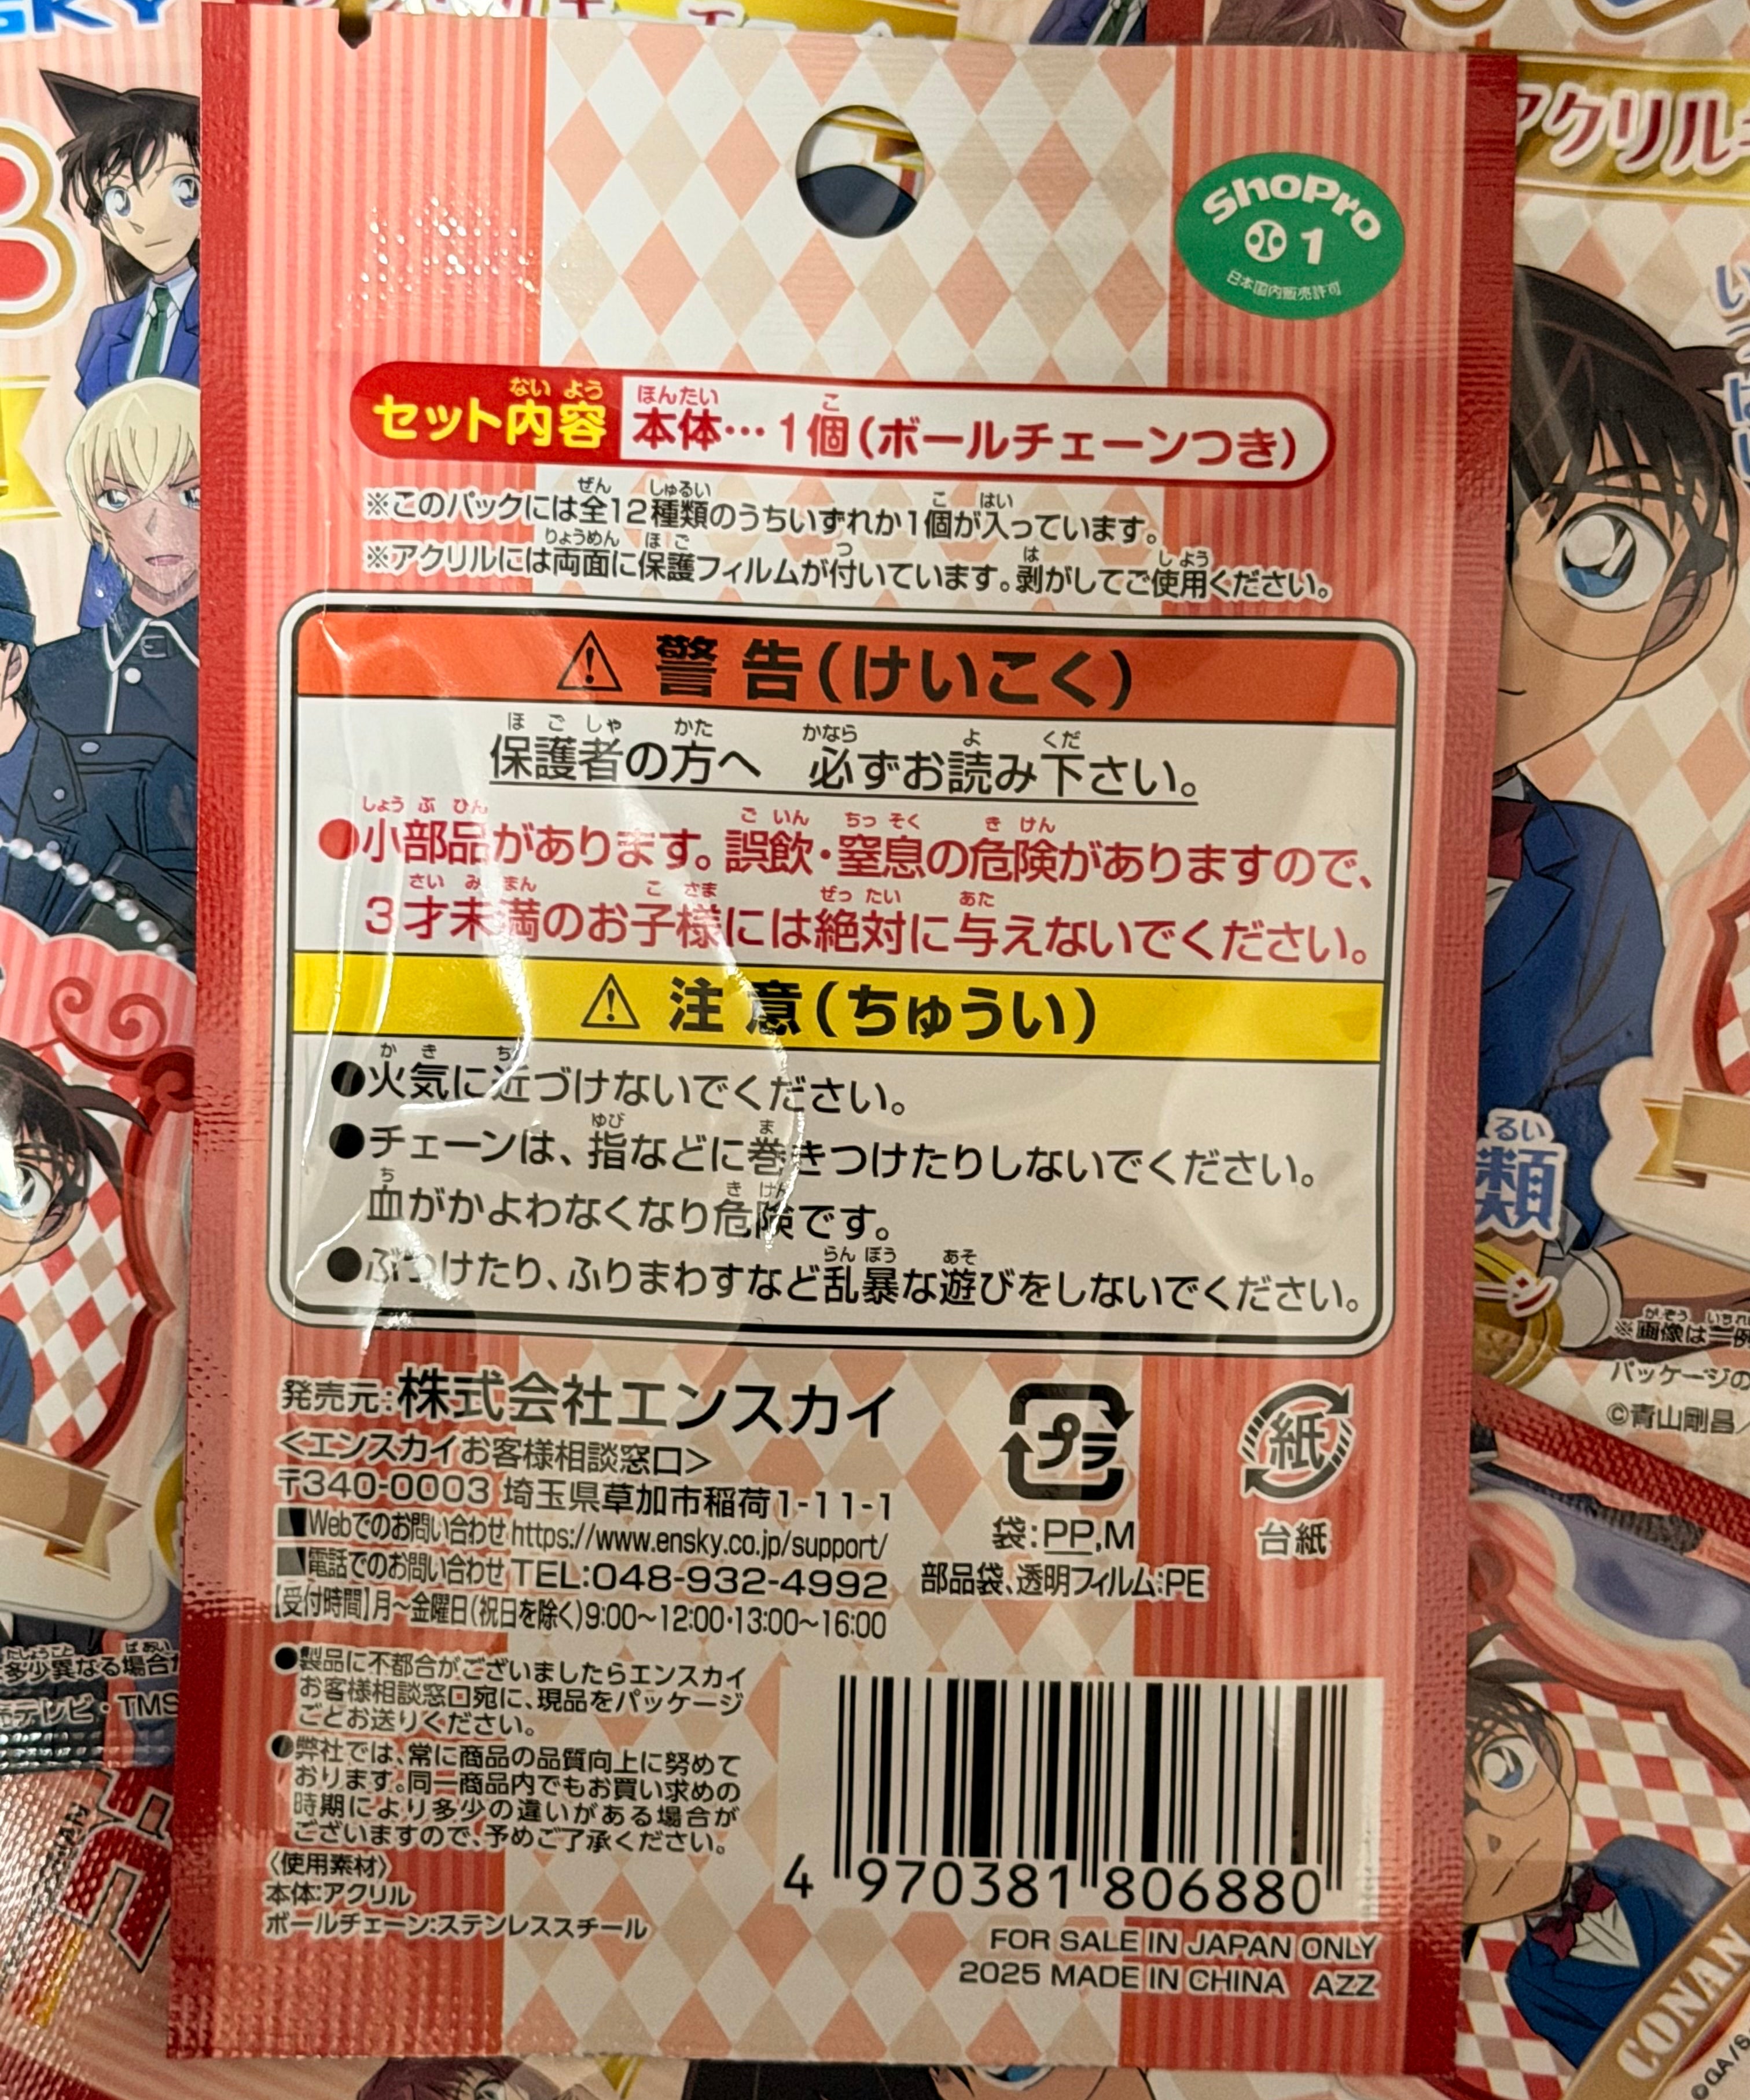 ShoPro
1
日本国内販売許可
セット内容 本体…1個(ボールチェーンつき)
※このパックには全12種類のうちいずれか1個が入っています。
※アクリルには両面に保護フィルムが付いています。剥がしてご使用ください。
⚠ 警告(けいこく)
保護者の方へ 必ずお読み下さい。
●小部品があります。誤飲・窒息の危険がありますので、
3才未満のお子様には絶対に与えないでください。
⚠ 注意(ちゅうい)
●火気に近づけないでください。
●チェーンは、指などに巻きつけたりしないでください。
血がかよわなくなり危険です。
●ぶつけたり、ふりまわすなど乱暴な遊びをしないでください。
発売元:株式会社エンスカイ
<エンスカイお客様相談窓口>
〒340-0003 埼玉県草加市稲荷1-11-1
■Webでのお問い合わせ https://www.ensky.co.jp/support/
■電話でのお問い合わせ TEL:048-932-4992
【受付時間】月～金曜日(祝日を除く)9:00～12:00・13:00～16:00
プラ
袋:PP,M
部品袋、透明フィルム:PE
紙
台紙
●製品に不都合がございましたらエンスカイ
お客様相談窓口宛に、現品をパッケージ
ごとお送りください。
●弊社では、常に商品の品質向上に努めて
おります。同一商品内でもお買い求めの
時期により多少の違いがある場合が
ございますので、予めご了承ください。
〈使用素材〉
本体:アクリル
ボールチェーン:ステンレススチール
4 970381 806880
FOR SALE IN JAPAN ONLY
2025 MADE IN CHINA AZZ
アクリル
類
パッケージの
©青山剛昌
CONAN
多少異なる場合
テレビ・TMS